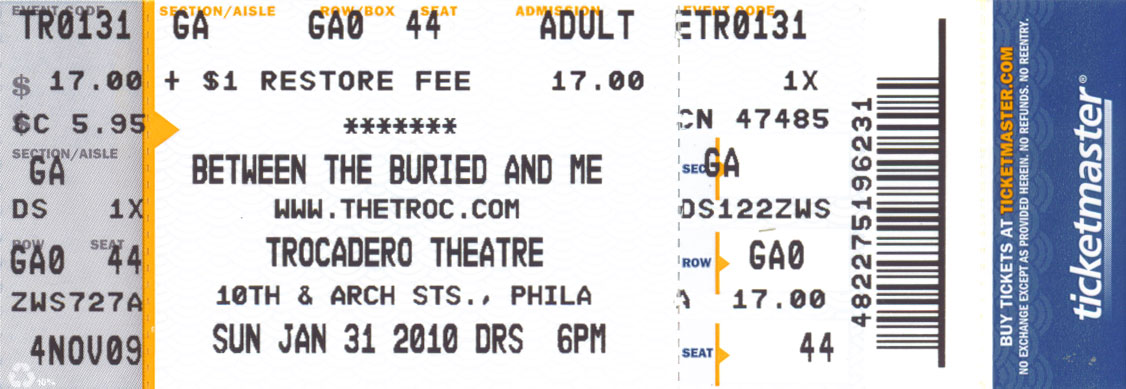 EVENT CODE SECTION/AISLE ROW/BOX SEAT ADMISSION EVENT CODE
TR0131 GA GA0 44 ADULT ETR0131
$ 17.00 + $1 RESTORE FEE 17.00 1X
$C 5.95 ******* CN 47485
SECTION/AISLE
GA BETWEEN THE BURIED AND ME SEC GA
DS 1X WWW.THETROC.COM DS122ZWS
ROW SEAT
GA0 44 TROCADERO THEATRE ROW GA0
ZWS727A 10TH & ARCH STS., PHILA A 17.00
4NOV09 SUN JAN 31 2010 DRS 6PM SEAT 44
10%
482275196231
BUY TICKETS AT TICKETMASTER.COM
NO EXCHANGE EXCEPT AS PROVIDED HEREIN. NO REFUNDS. NO REENTRY.
ticketmaster®